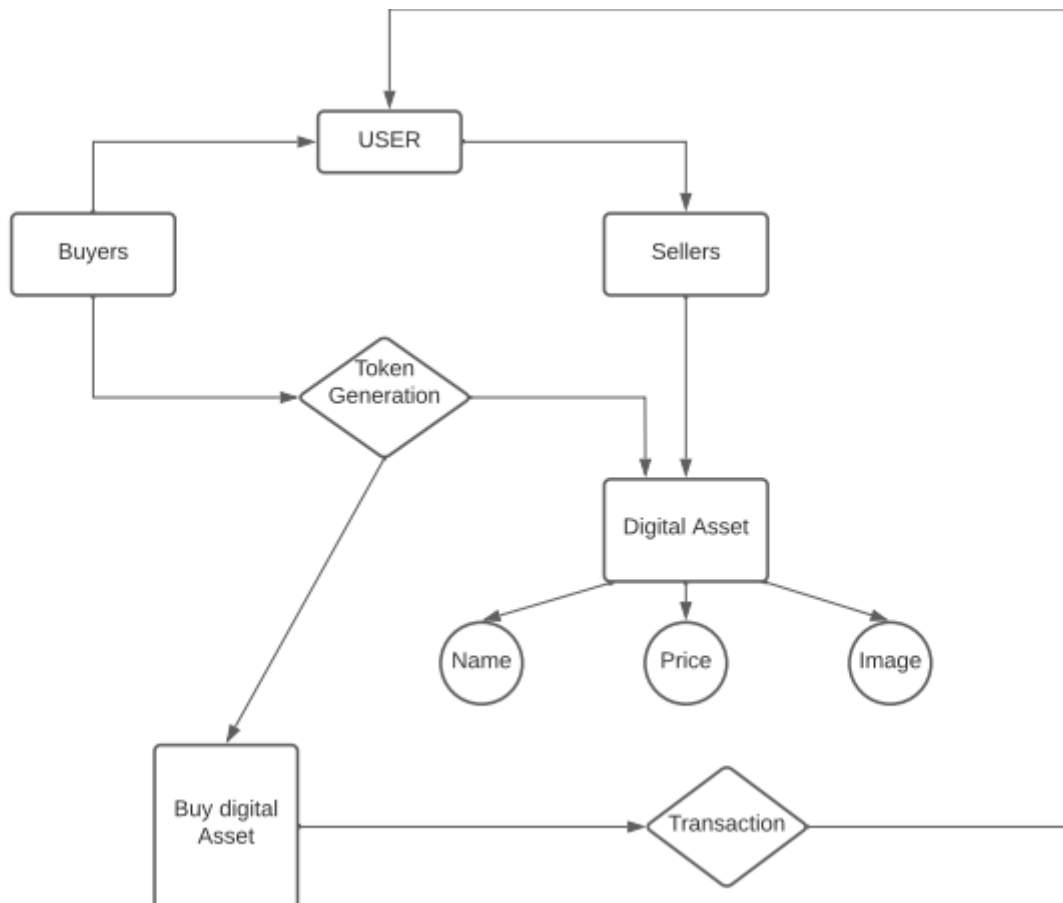 USER
Buyers
Sellers
Token
Generation
Digital Asset
Name
Price
Image
Buy digital
Asset
Transaction